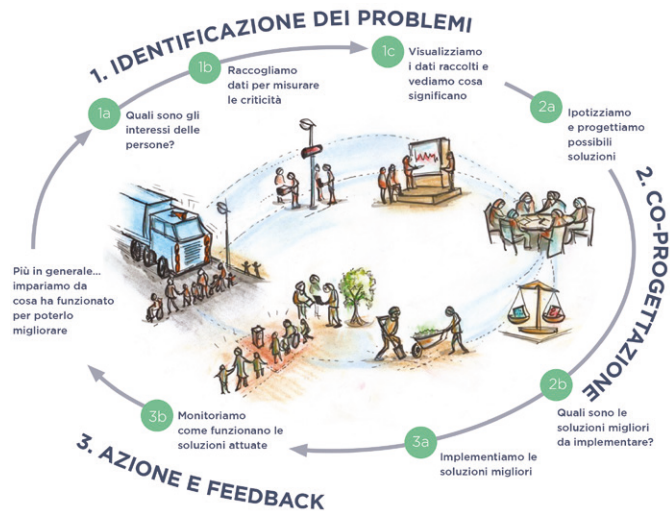 1. IDENTIFICAZIONE DEI PROBLEMI
1a
Quali sono gli
interessi delle
persone?
1b
Raccogliamo
dati per misurare
le criticità
1c
Visualizziamo
i dati raccolti e
vediamo cosa
significano
2. CO-PROGETTAZIONE
2a
Ipotizziamo
e progettiamo
possibili
soluzioni
2b
Quali sono le
soluzioni migliori
da implementare?
3. AZIONE E FEEDBACK
3a
Implementiamo le
soluzioni migliori
3b
Monitoriamo
come funzionano le
soluzioni attuate
Più in generale...
impariamo da
cosa ha funzionato
per poterlo
migliorare